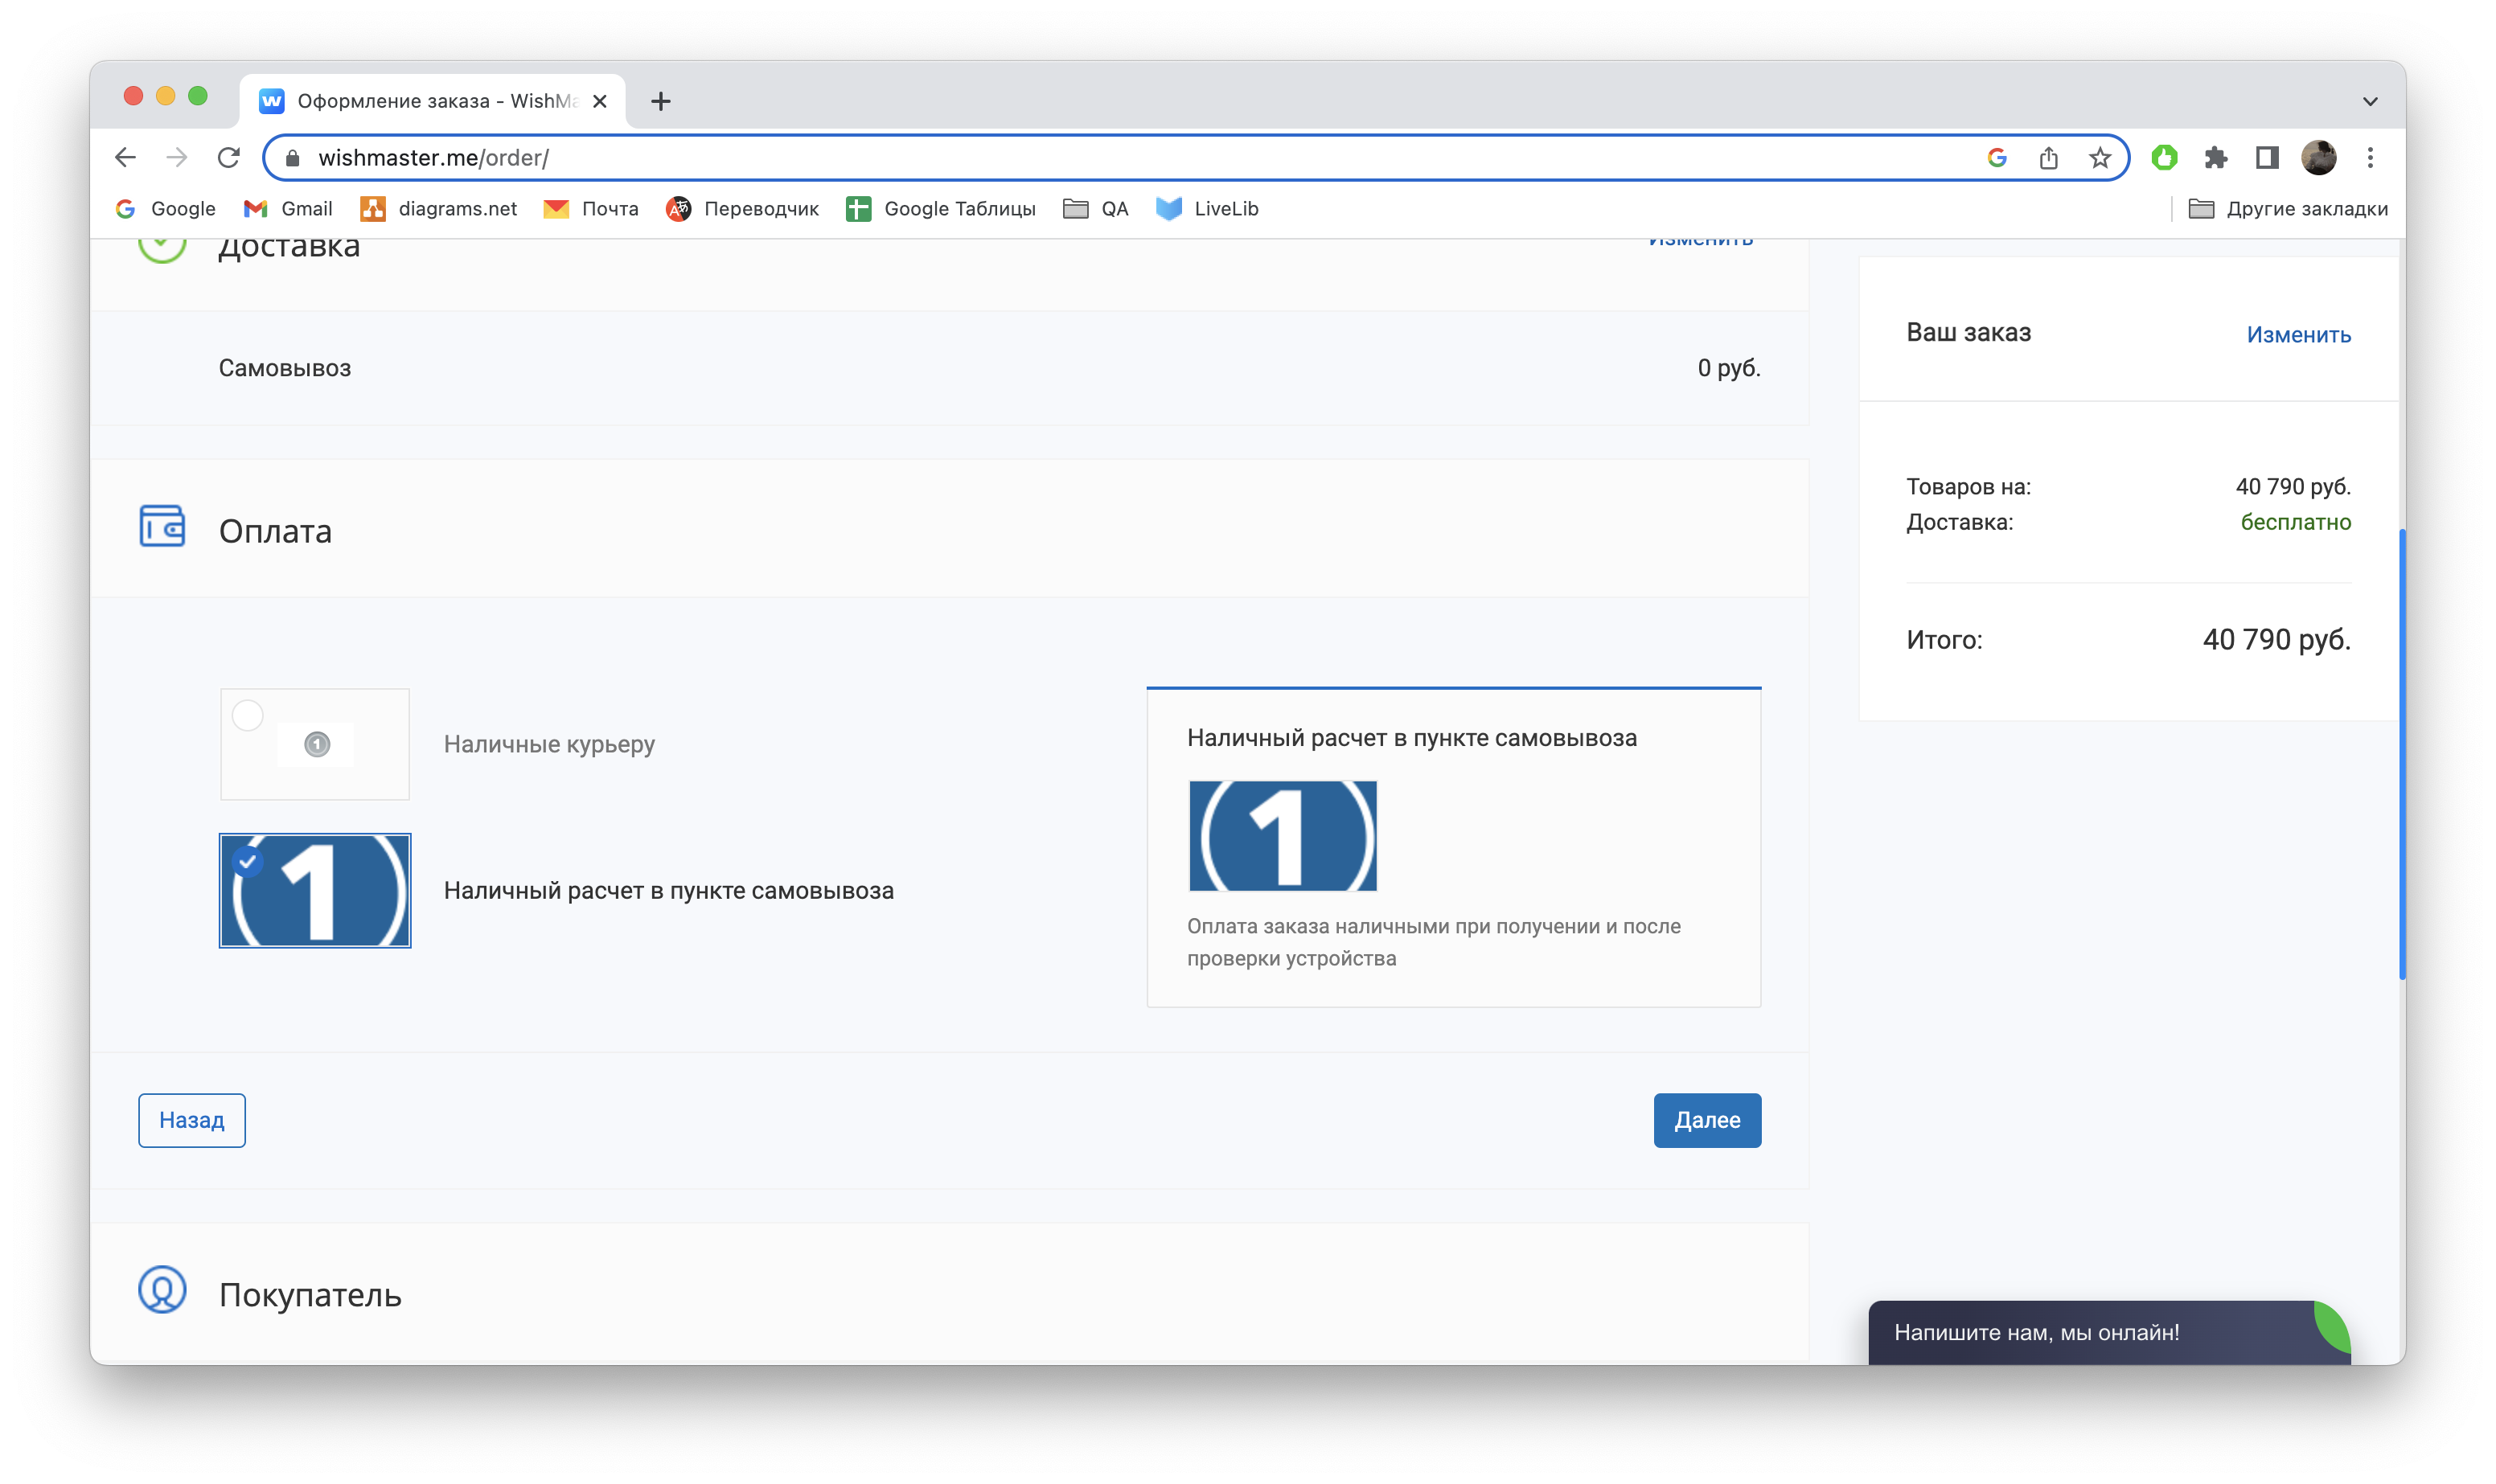 Оформление заказа - WishMa
wishmaster.me/order/
Google Gmail diagrams.net Почта Переводчик Google Таблицы QA LiveLib Другие закладки
Доставка
Изменить
Самовывоз
0 руб.
Оплата
Наличные курьеру
1
Наличный расчет в пункте самовывоза
1
Наличный расчет в пункте самовывоза
1
Оплата заказа наличными при получении и после
проверки устройства
Назад
Далее
Покупатель
Ваш заказ
Изменить
Товаров на: 40 790 руб.
Доставка: бесплатно
Итого: 40 790 руб.
Напишите нам, мы онлайн!